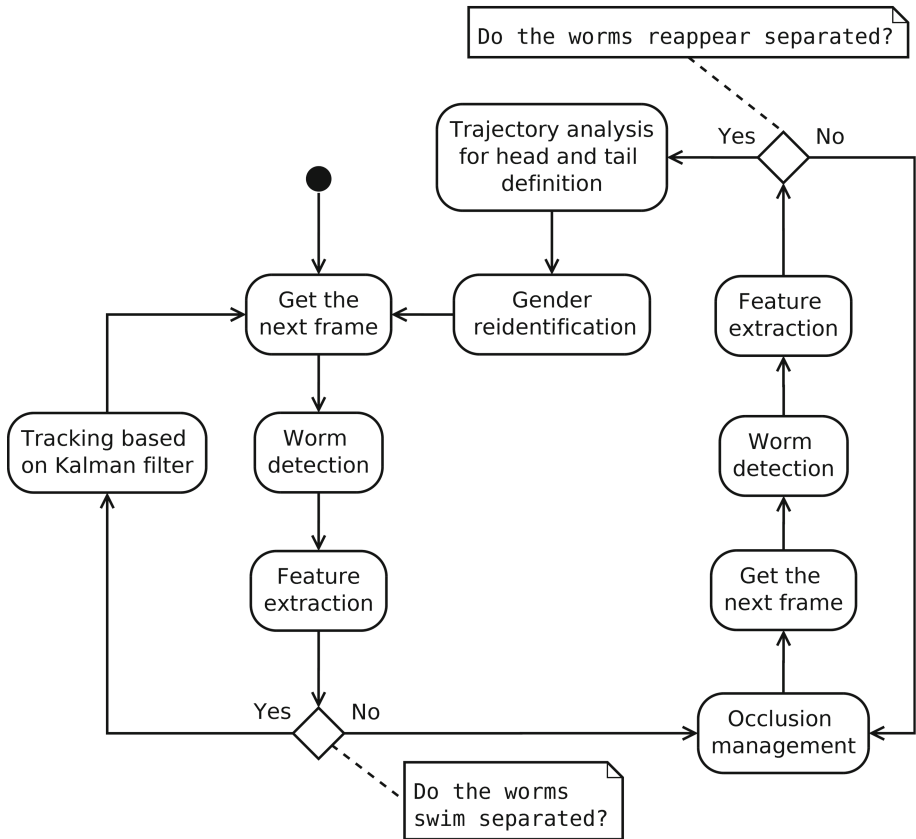 Do the worms reappear separated?
Trajectory analysis
for head and tail
definition
Yes
No
Get the
next frame
Gender
reidentification
Feature
extraction
Tracking based
on Kalman filter
Worm
detection
Worm
detection
Feature
extraction
Get the
next frame
Yes
No
Occlusion
management
Do the worms
swim separated?